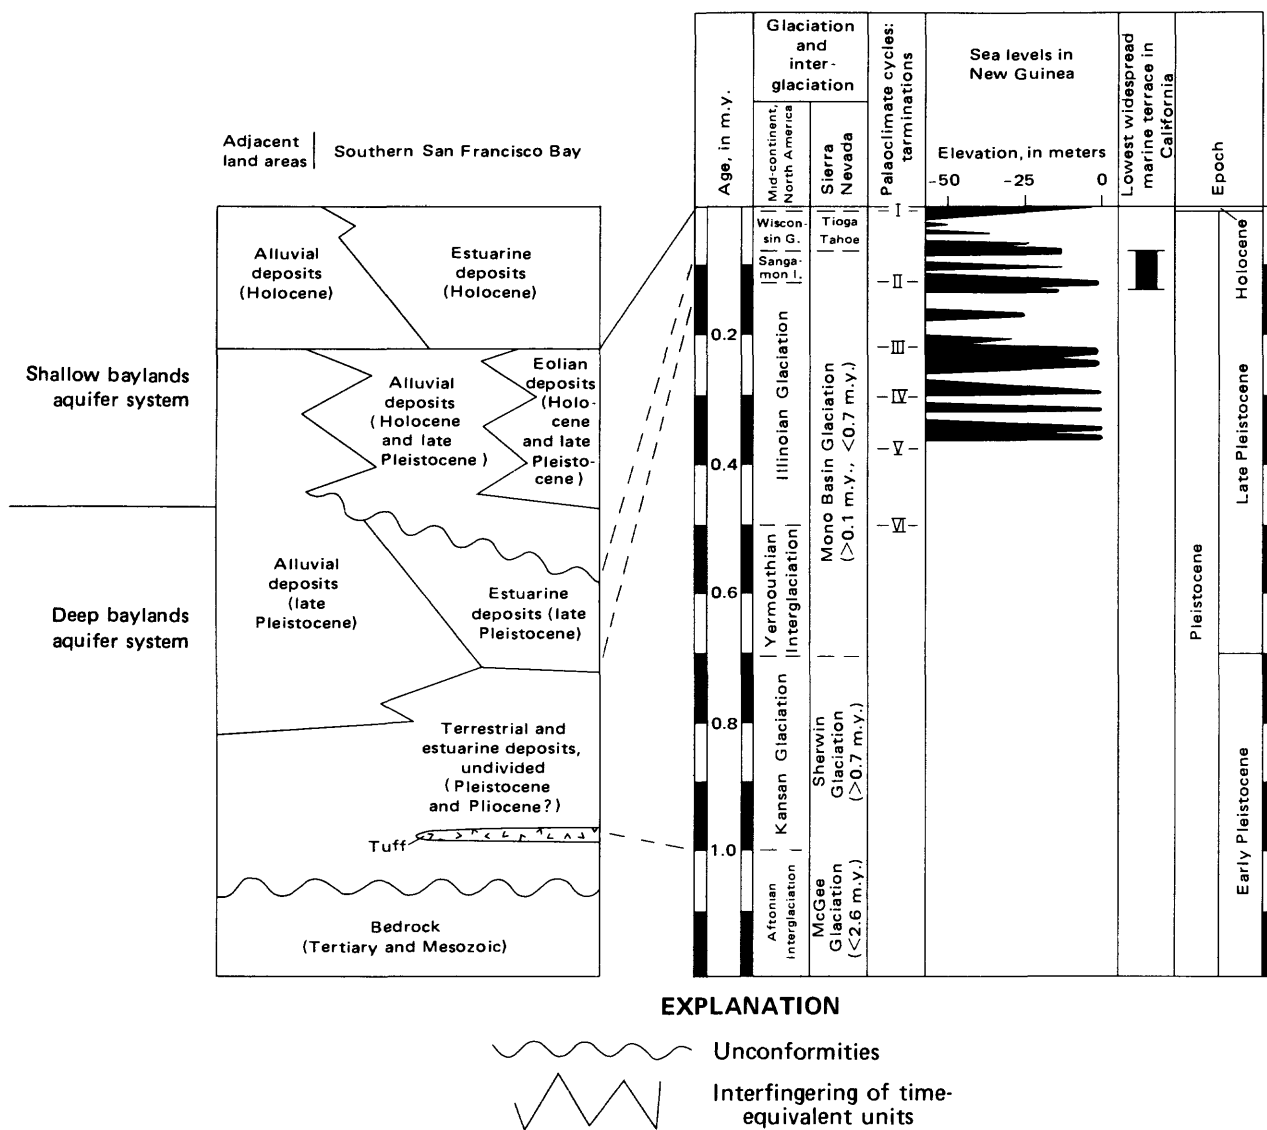 Adjacent
land areas
Southern San Francisco Bay
Alluvial
deposits
(Holocene)
Estuarine
deposits
(Holocene)
Shallow baylands
aquifer system
Alluvial
deposits
(Holocene
and late
Pleistocene)
Eolian
deposits
(Holo-
cene
and late
Pleisto-
cene)
Deep baylands
aquifer system
Alluvial
deposits
(late
Pleistocene)
Estuarine
deposits (late
Pleistocene)
Terrestrial and
estuarine deposits,
undivided
(Pleistocene
and Pliocene?)
Tuff
Bedrock
(Tertiary and Mesozoic)
Age, in m.y.
0.2
0.4
0.6
0.8
1.0
Glaciation
and
inter-
glaciation
Mid-continent,
North America
Sierra
Nevada
Wiscon-
sin G.
Sanga-
mon I.
Illinoian Glaciation
Yermouthian
Interglaciation
Kansan Glaciation
Aftonian
Interglaciation
Tioga
Tahoe
Mono Basin Glaciation
(>0.1 m.y., <0.7 m.y.)
Sherwin
Glaciation
(>0.7 m.y.)
McGee
Glaciation
(<2.6 m.y.)
Palaoclimate cycles:
tarminations
I
II
III
IV
V
VI
Sea levels in
New Guinea
Elevation, in meters
-50
-25
0
Lowest widespread
marine terrace in
California
Epoch
Holocene
Pleistocene
Late Pleistocene
Early Pleistocene
EXPLANATION
Unconformities
Interfingering of time-
equivalent units